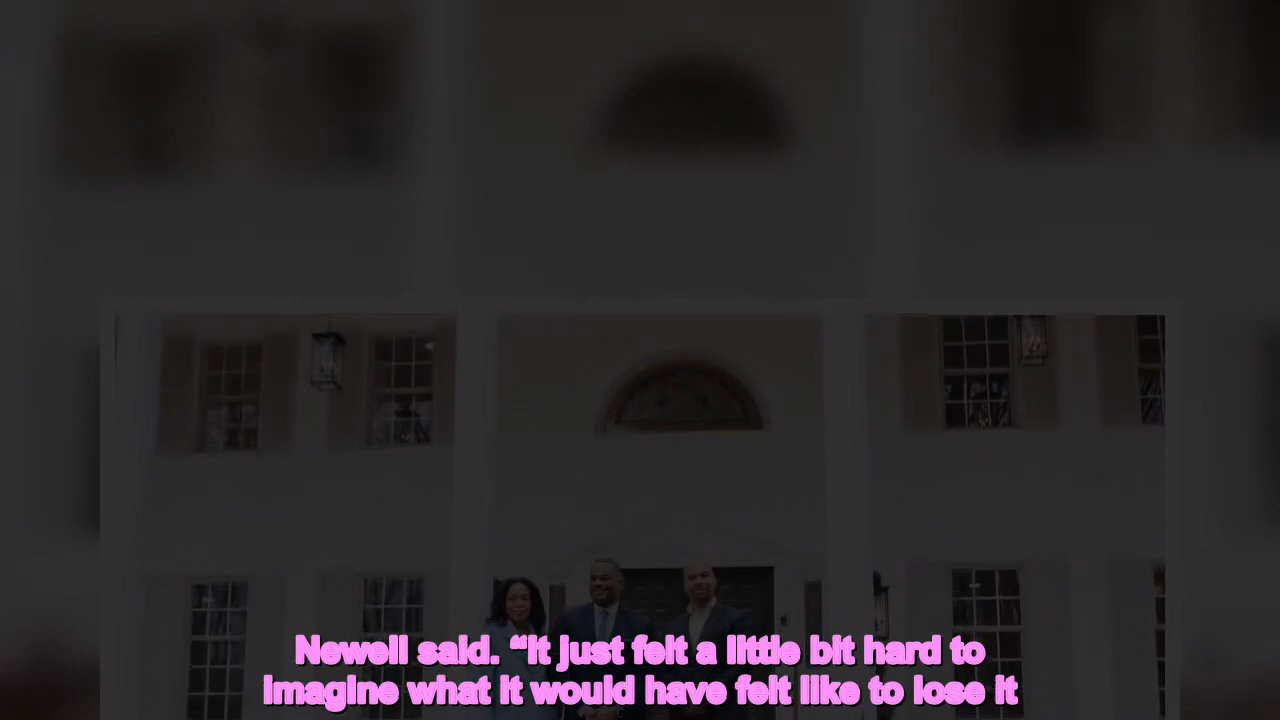 Newell said. “It just felt a little bit hard to
imagine what it would have felt like to lose it